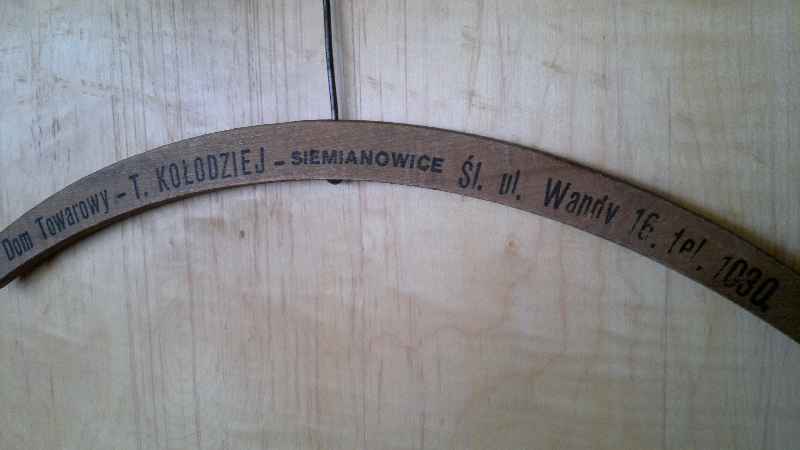 Dom Towarowy - T. KOŁODZIEJ - SIEMIANOWICE Śl. ul. Wandy 16. tel. 1030.